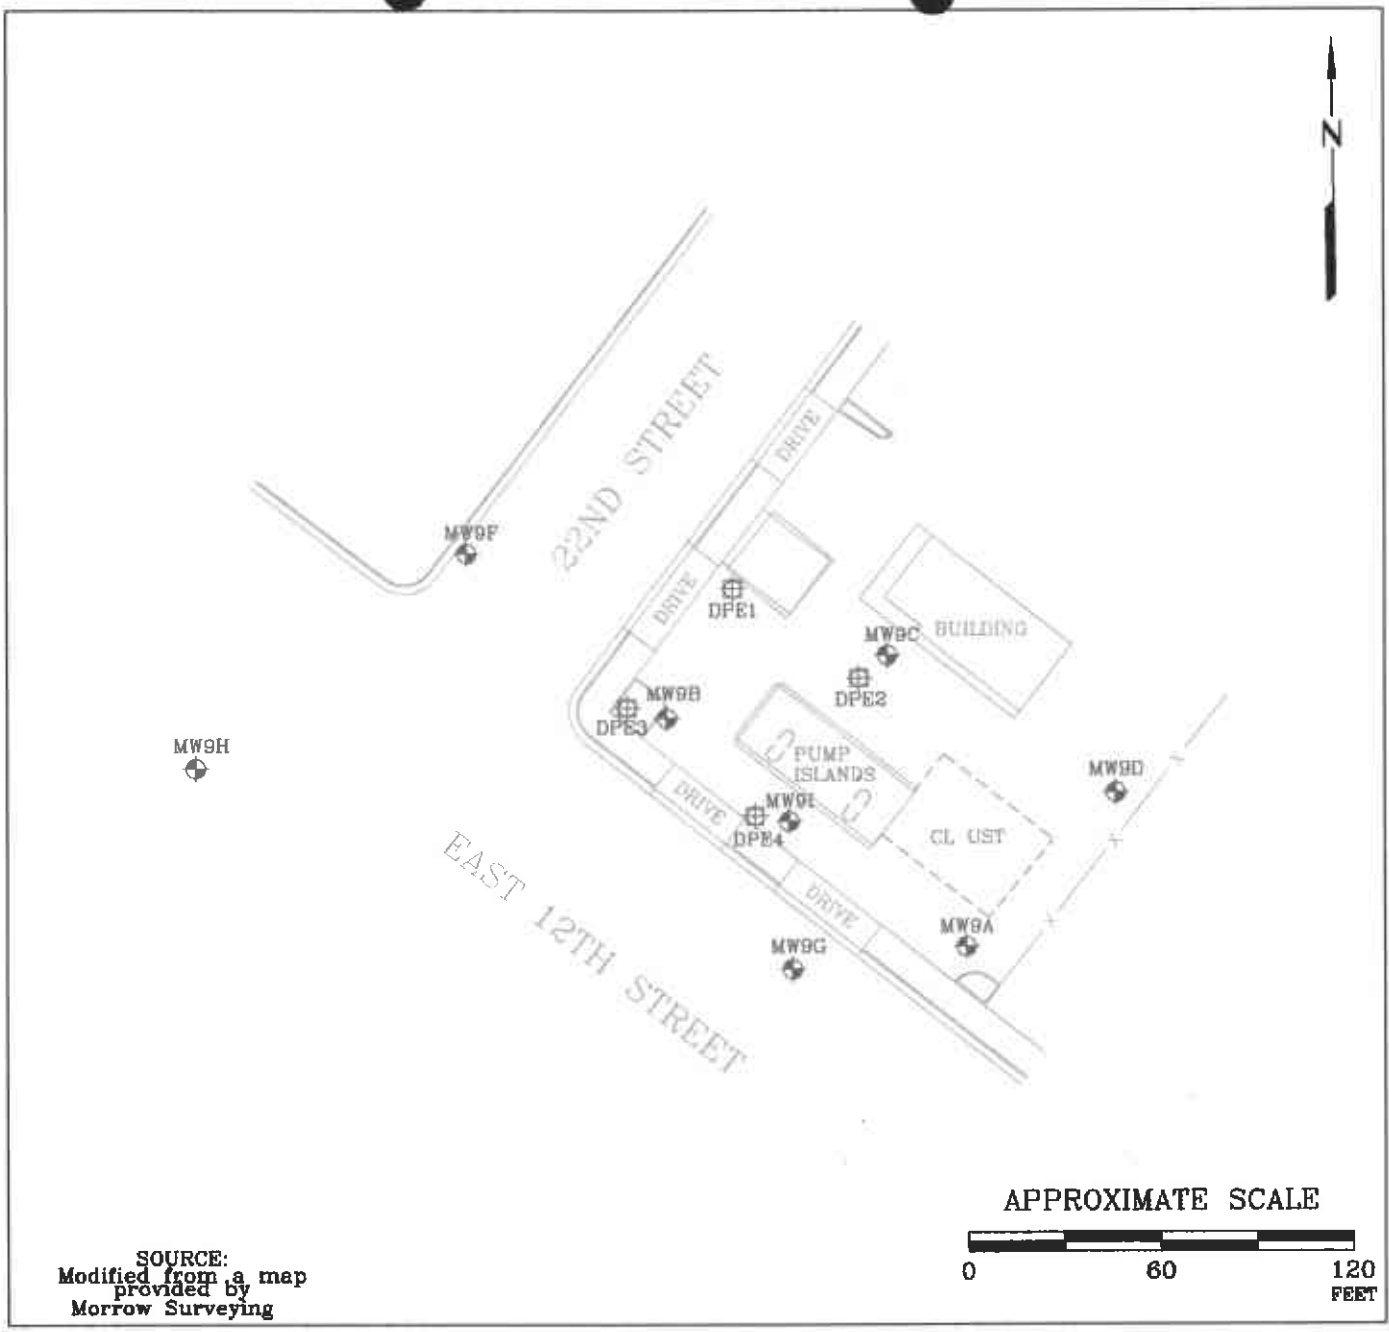 N
22ND STREET
DRIVE
MW9F
DRIVE
DPE1
BUILDING
MW9C
DPE2
MW9B
DPE3
MW9H
PUMP
ISLANDS
MW9D
DRIVE
MW9I
DPE4
CL UST
EAST 12TH STREET
DRIVE
MW9A
MW9G
APPROXIMATE SCALE
0 60 120
FEET
SOURCE:
Modified from a map
provided by
Morrow Surveying